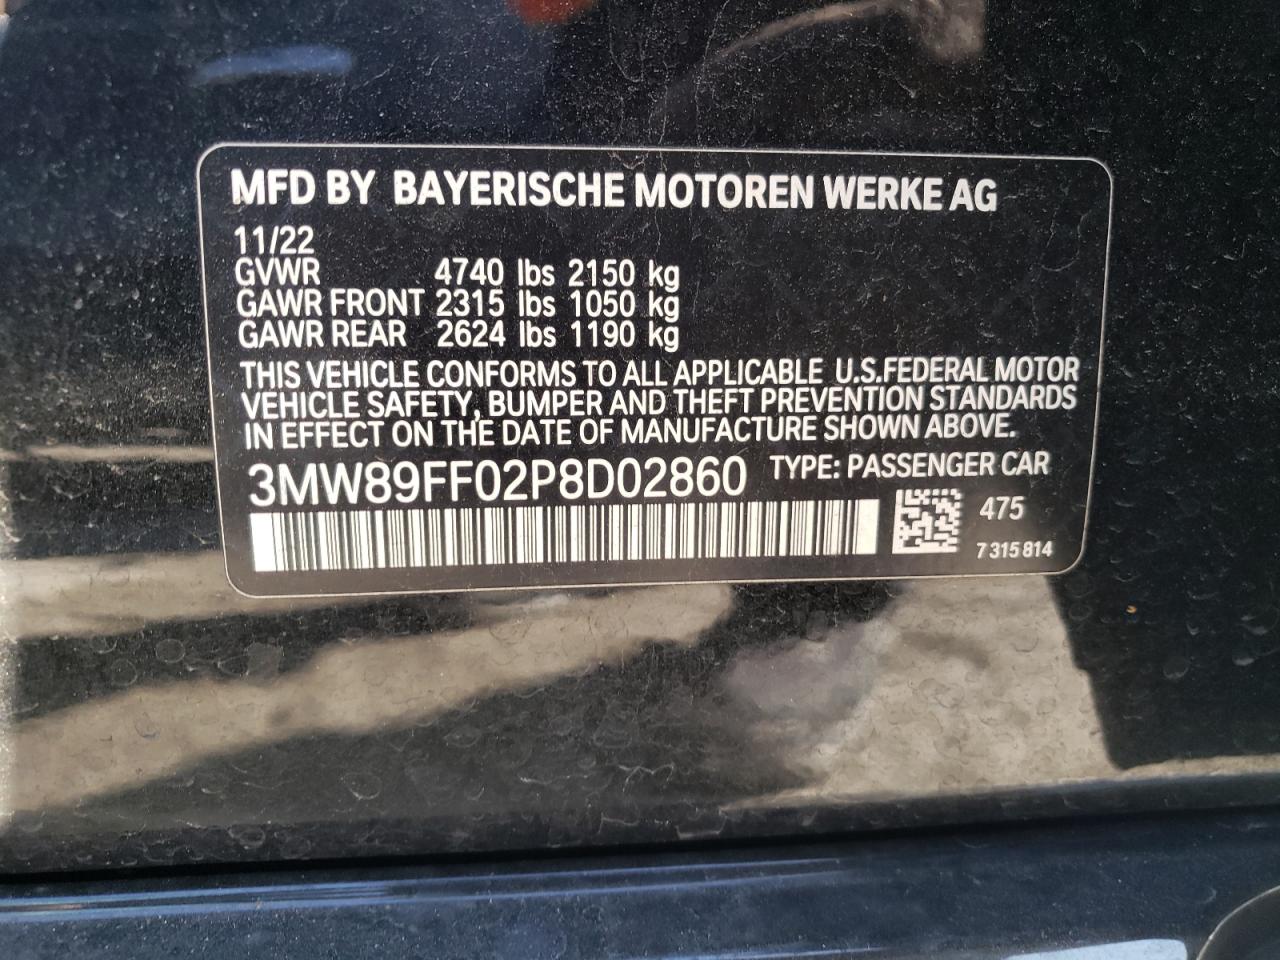 MFD BY BAYERISCHE MOTOREN WERKE AG
11/22
GVWR 4740 lbs 2150 kg
GAWR FRONT 2315 lbs 1050 kg
GAWR REAR 2624 lbs 1190 kg
THIS VEHICLE CONFORMS TO ALL APPLICABLE U.S.FEDERAL MOTOR
VEHICLE SAFETY, BUMPER AND THEFT PREVENTION STANDARDS
IN EFFECT ON THE DATE OF MANUFACTURE SHOWN ABOVE.
3MW89FF02P8D02860 TYPE: PASSENGER CAR
475
7 315 814